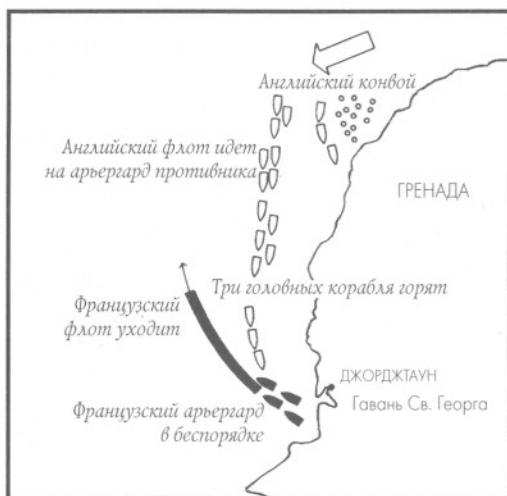 Английский конвой
Английский флот идет
на арьергард противника
ГРЕНАДА
Три головных корабля горят
Французский
флот уходит
ДЖОРДЖТАУН
Гавань Св. Георга
Французский арьергард
в беспорядке